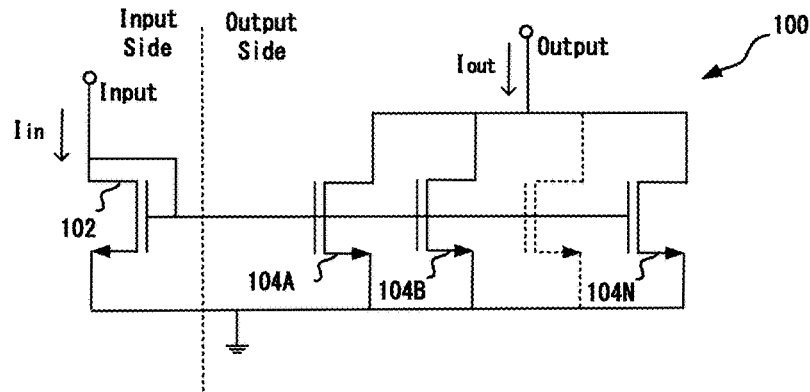 Input Side
Output Side
100
Input
Iin
Iout
Output
102
104A
104B
104N